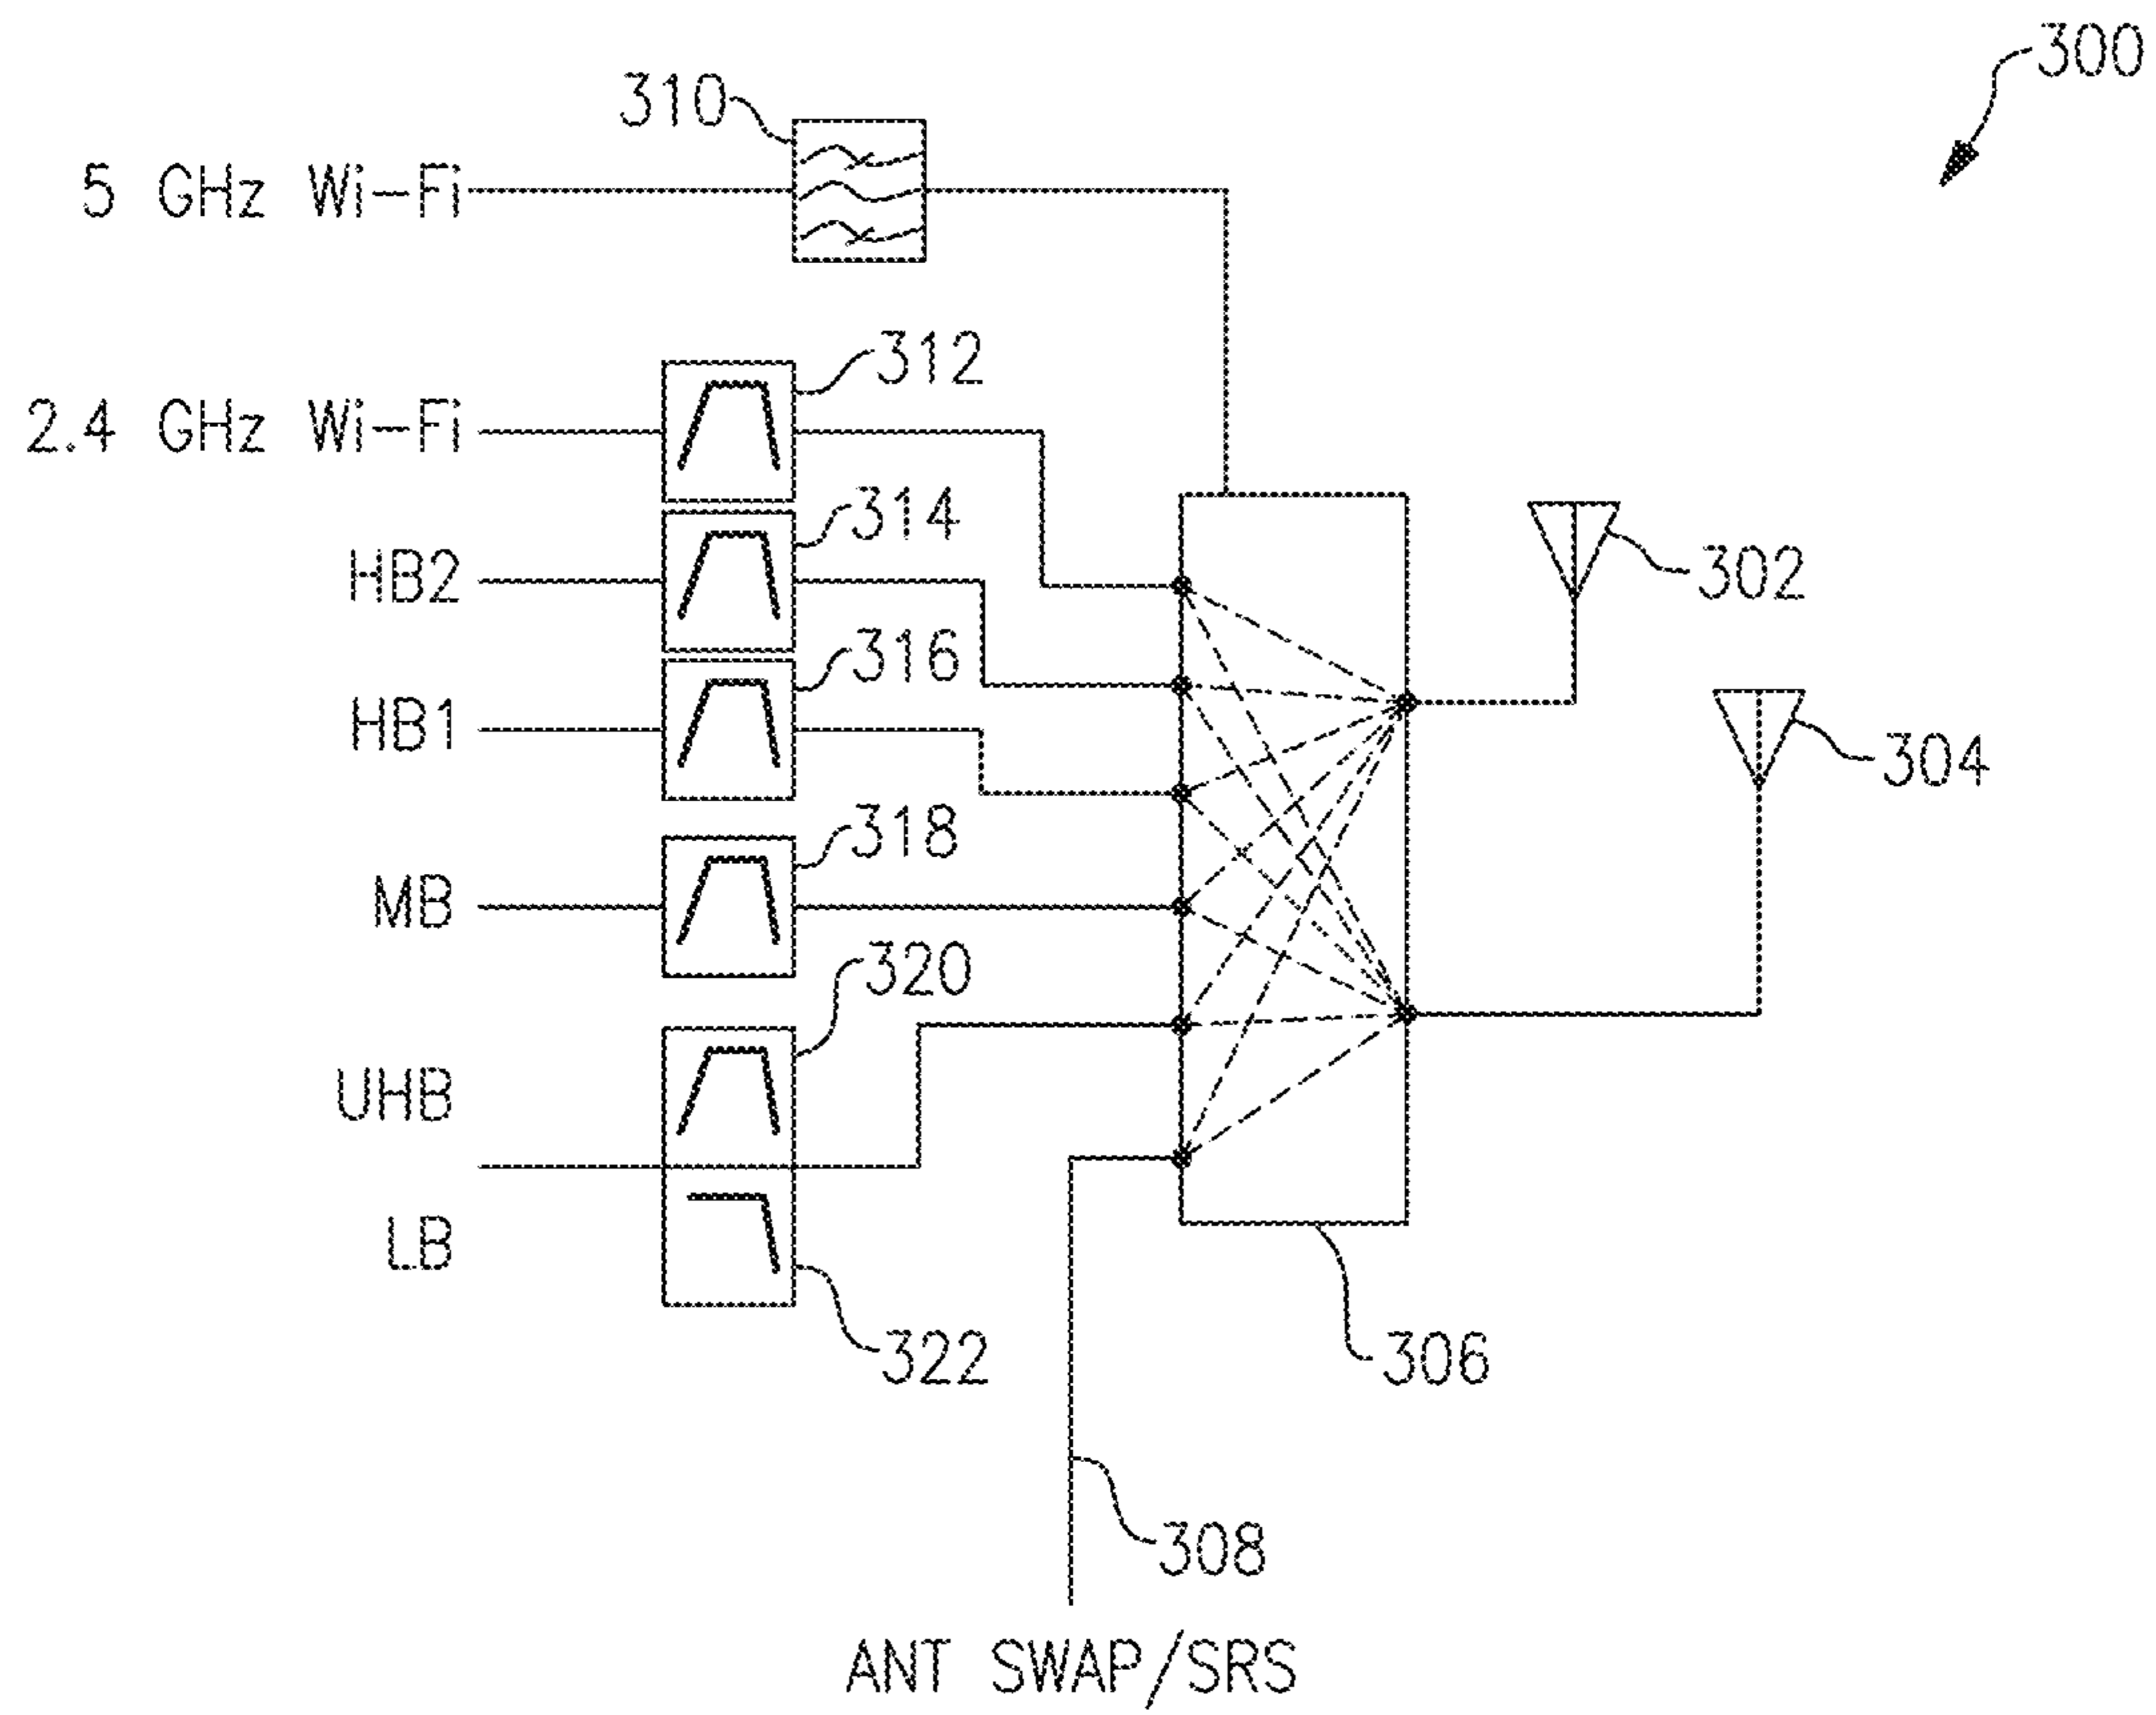 300
310
5 GHz Wi-Fi
312
2.4 GHz Wi-Fi
314
HB2
302
316
HB1
304
318
MB
320
UHB
LB
322
306
308
ANT SWAP/SRS